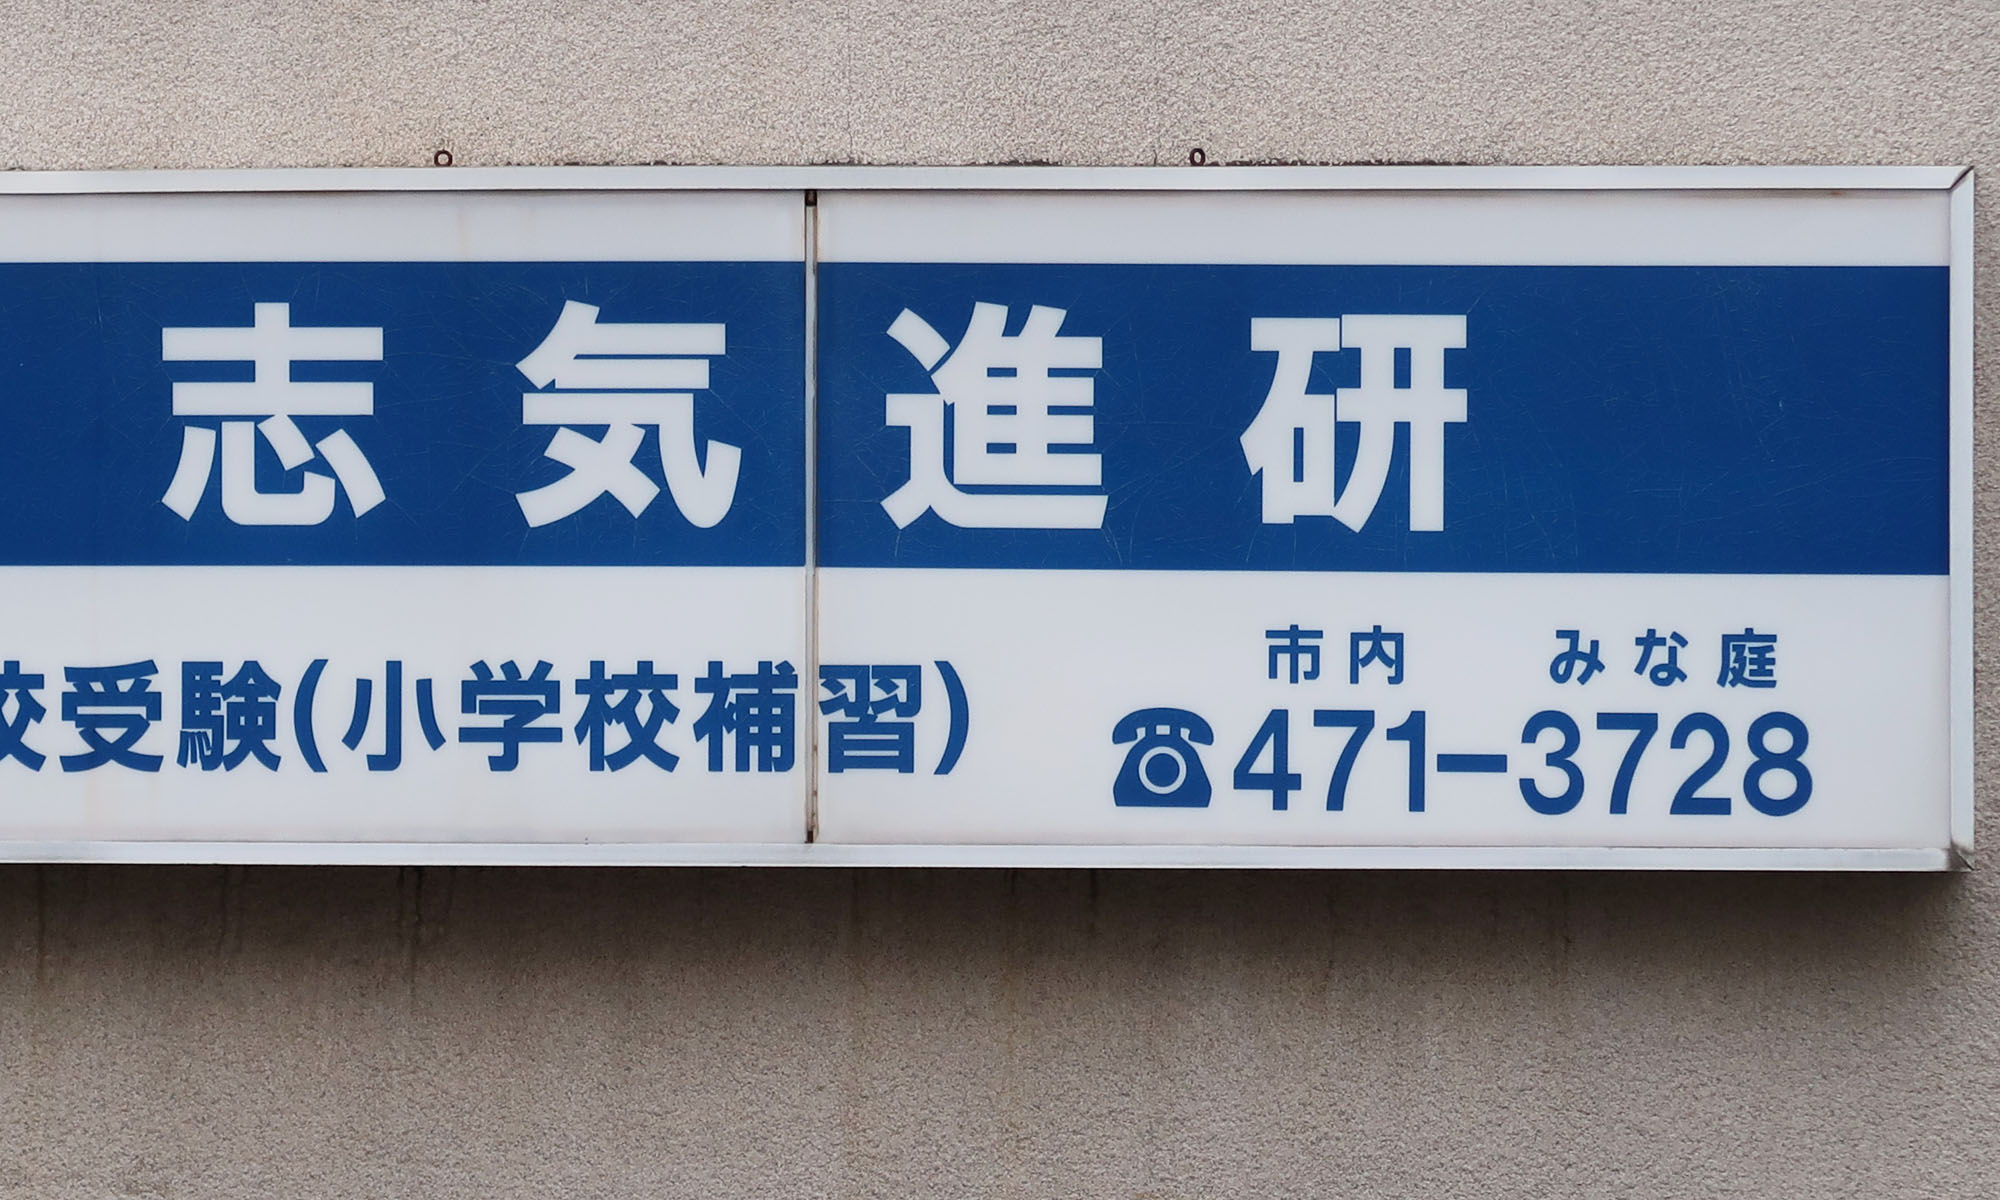 志気進研
校受験(小学校補習)
市内 みな庭
☎471-3728